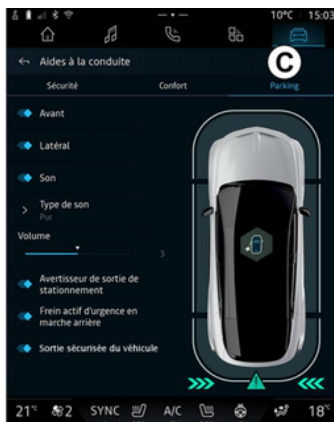 10°C 15:03
Aides à la conduite
C
Sécurité Confort Parking
Avant
Latéral
Son
Type de son
Pur
Volume
3
Avertisseur de sortie de
stationnement
Frein actif d'urgence en
marche arrière
Sortie sécurisée du véhicule
21°C 2 SYNC A/C 18°C